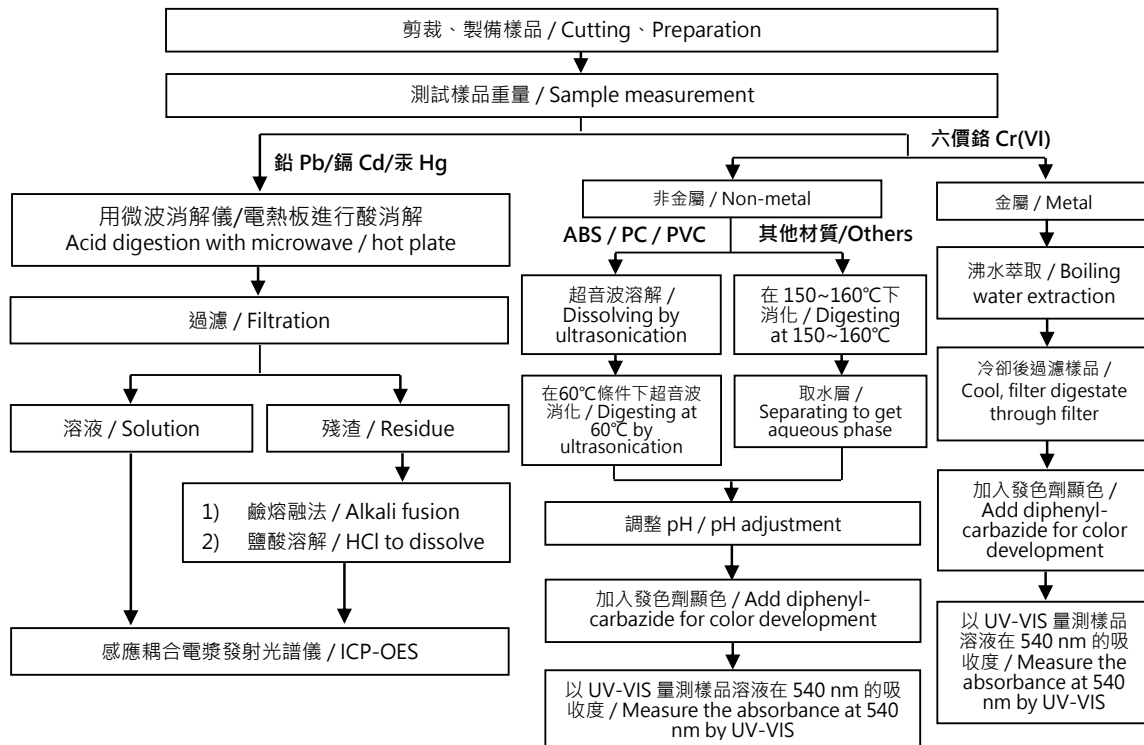 剪裁、製備樣品 / Cutting、Preparation
測試樣品重量 / Sample measurement
鉛 Pb/鎘 Cd/汞 Hg
用微波消解儀/電熱板進行酸消解
Acid digestion with microwave / hot plate
過濾 / Filtration
溶液 / Solution
殘渣 / Residue
1) 鹼熔融法 / Alkali fusion
2) 鹽酸溶解 / HCl to dissolve
感應耦合電漿發射光譜儀 / ICP-OES
六價鉻 Cr(VI)
非金屬 / Non-metal
ABS / PC / PVC
超音波溶解 /
Dissolving by
ultrasonication
在60℃條件下超音波
消化 / Digesting at
60℃ by
ultrasonication
其他材質/Others
在 150~160℃下
消化 / Digesting
at 150~160℃
取水層 /
Separating to get
aqueous phase
調整 pH / pH adjustment
加入發色劑顯色 / Add diphenyl-
carbazide for color development
以 UV-VIS 量測樣品溶液在 540 nm 的吸
收度 / Measure the absorbance at 540
nm by UV-VIS
金屬 / Metal
沸水萃取 / Boiling
water extraction
冷卻後過濾樣品 /
Cool, filter digestate
through filter
加入發色劑顯色 /
Add diphenyl-
carbazide for color
development
以 UV-VIS 量測樣品
溶液在 540 nm 的吸
收度 / Measure the
absorbance at 540
nm by UV-VIS